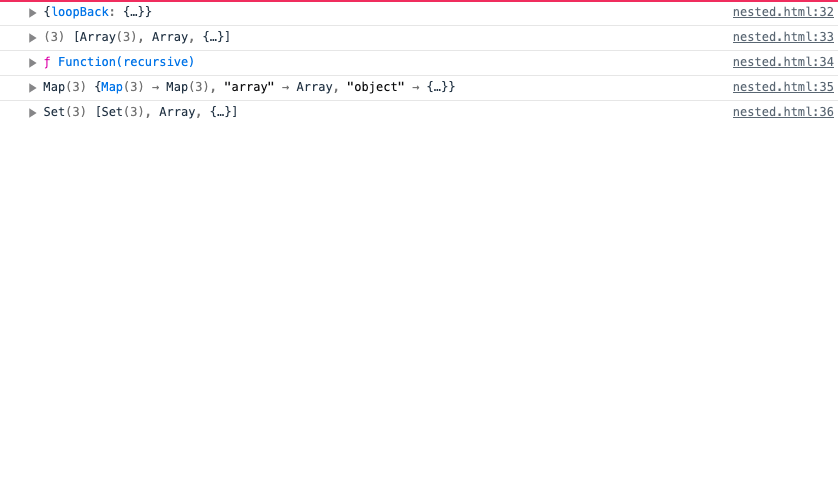 ▶ {loopBack: {…}} nested.html:32
▶ (3) [Array(3), Array, {…}] nested.html:33
▶ ƒ Function(recursive) nested.html:34
▶ Map(3) {Map(3) → Map(3), "array" → Array, "object" → {…}} nested.html:35
▶ Set(3) [Set(3), Array, {…}] nested.html:36